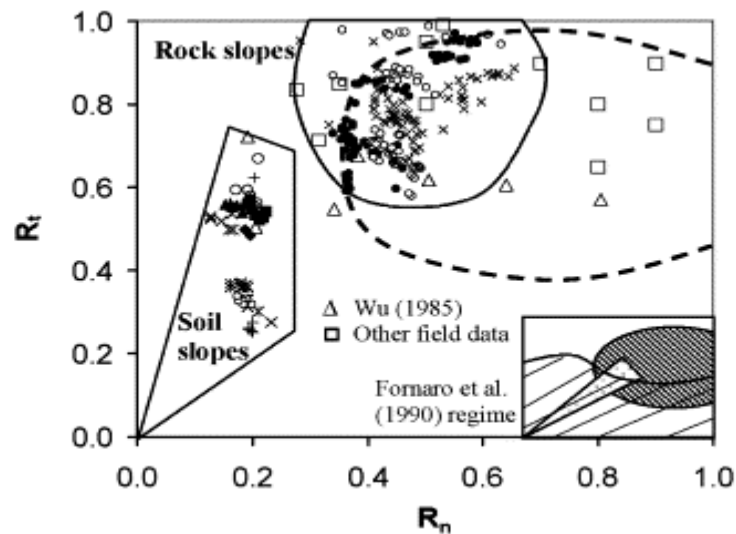 1.0
0.8
0.6
0.4
0.2
0.0
R_t
Rock slopes
Soil
slopes
△ Wu (1985)
□ Other field data
Fornaro et al.
(1990) regime
0.0 0.2 0.4 0.6 0.8 1.0
R_n